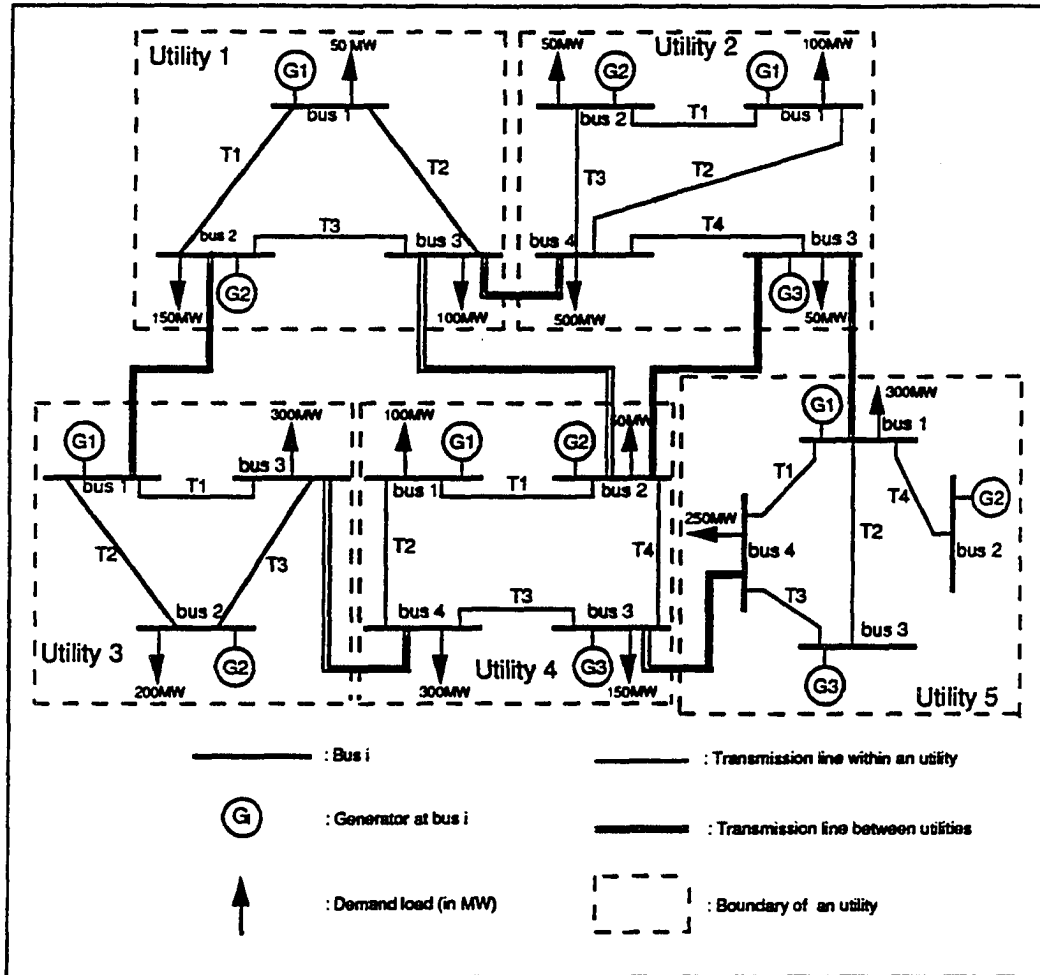 Utility 1
50 MW
G1
bus 1
T1
T2
bus 2
T3
bus 3
G2
150MW
100MW
Utility 2
50MW
G2
G1
100MW
bus 2
T1
bus 1
T3
T2
bus 4
T4
bus 3
G3
500MW
50MW
G1
300MW
bus 3
bus 1
T1
T2
T3
bus 2
Utility 3
G2
200MW
100MW
G1
G2
bus 1
T1
bus 2
T2
T4
bus 4
T3
bus 3
Utility 4
G3
300MW
150MW
G1
300MW
bus 1
T1
T4
G2
250MW
bus 4
T2
bus 2
T3
bus 3
G3
Utility 5
: Bus i
: Transmission line within an utility
Gi
: Generator at bus i
: Transmission line between utilities
: Demand load (in MW)
: Boundary of an utility